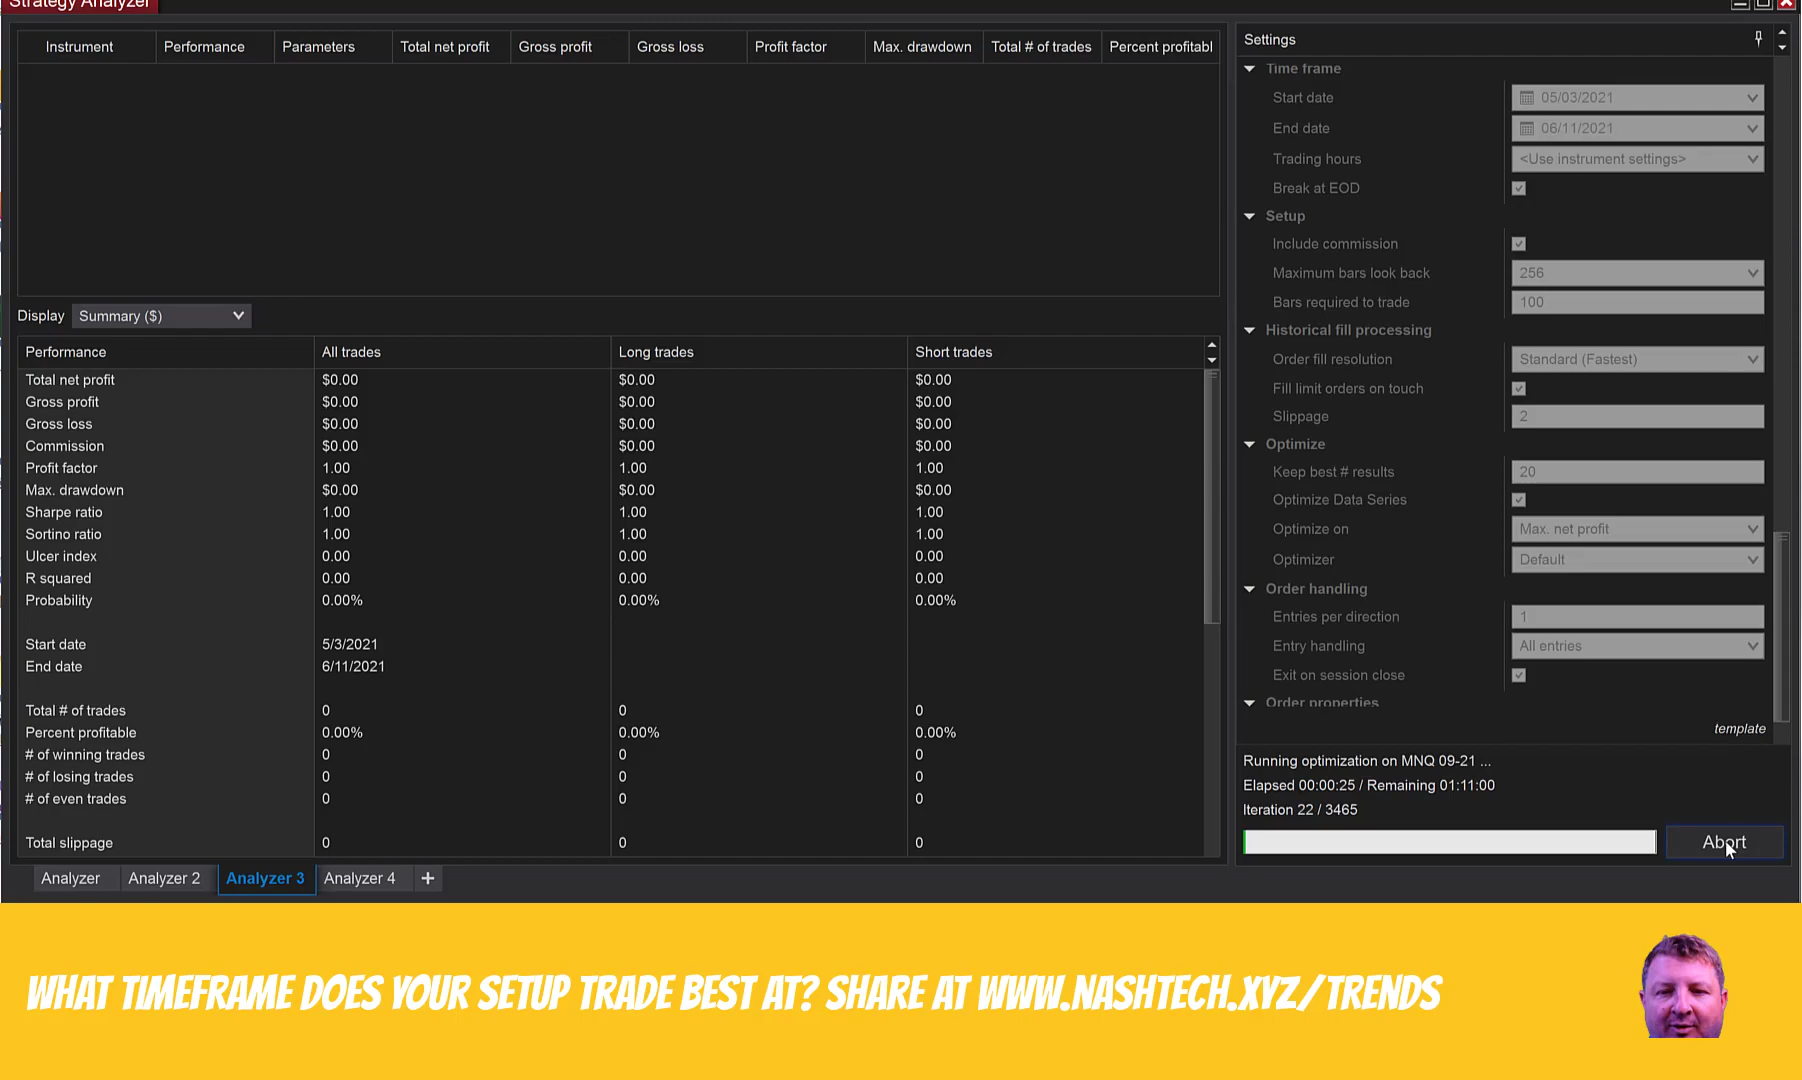 Strategy Analyzer
Instrument Performance Parameters Total net profit Gross profit Gross loss Profit factor Max. drawdown Total # of trades Percent profitabl
Display Summary ($)
Performance All trades Long trades Short trades
Total net profit $0.00 $0.00 $0.00
Gross profit $0.00 $0.00 $0.00
Gross loss $0.00 $0.00 $0.00
Commission $0.00 $0.00 $0.00
Profit factor 1.00 1.00 1.00
Max. drawdown $0.00 $0.00 $0.00
Sharpe ratio 1.00 1.00 1.00
Sortino ratio 1.00 1.00 1.00
Ulcer index 0.00 0.00 0.00
R squared 0.00 0.00 0.00
Probability 0.00% 0.00% 0.00%
Start date 5/3/2021
End date 6/11/2021
Total # of trades 0 0 0
Percent profitable 0.00% 0.00% 0.00%
# of winning trades 0 0 0
# of losing trades 0 0 0
# of even trades 0 0 0
Total slippage 0 0 0
Analyzer Analyzer 2 Analyzer 3 Analyzer 4 +
Settings
Time frame
Start date 05/03/2021
End date 06/11/2021
Trading hours <Use instrument settings>
Break at EOD
Setup
Include commission
Maximum bars look back 256
Bars required to trade 100
Historical fill processing
Order fill resolution Standard (Fastest)
Fill limit orders on touch
Slippage 2
Optimize
Keep best # results 20
Optimize Data Series
Optimize on Max. net profit
Optimizer Default
Order handling
Entries per direction 1
Entry handling All entries
Exit on session close
Order properties
template
Running optimization on MNQ 09-21 ...
Elapsed 00:00:25 / Remaining 01:11:00
Iteration 22 / 3465
Abort
WHAT TIMEFRAME DOES YOUR SETUP TRADE BEST AT? SHARE AT WWW.NASHTECH.XYZ/TRENDS